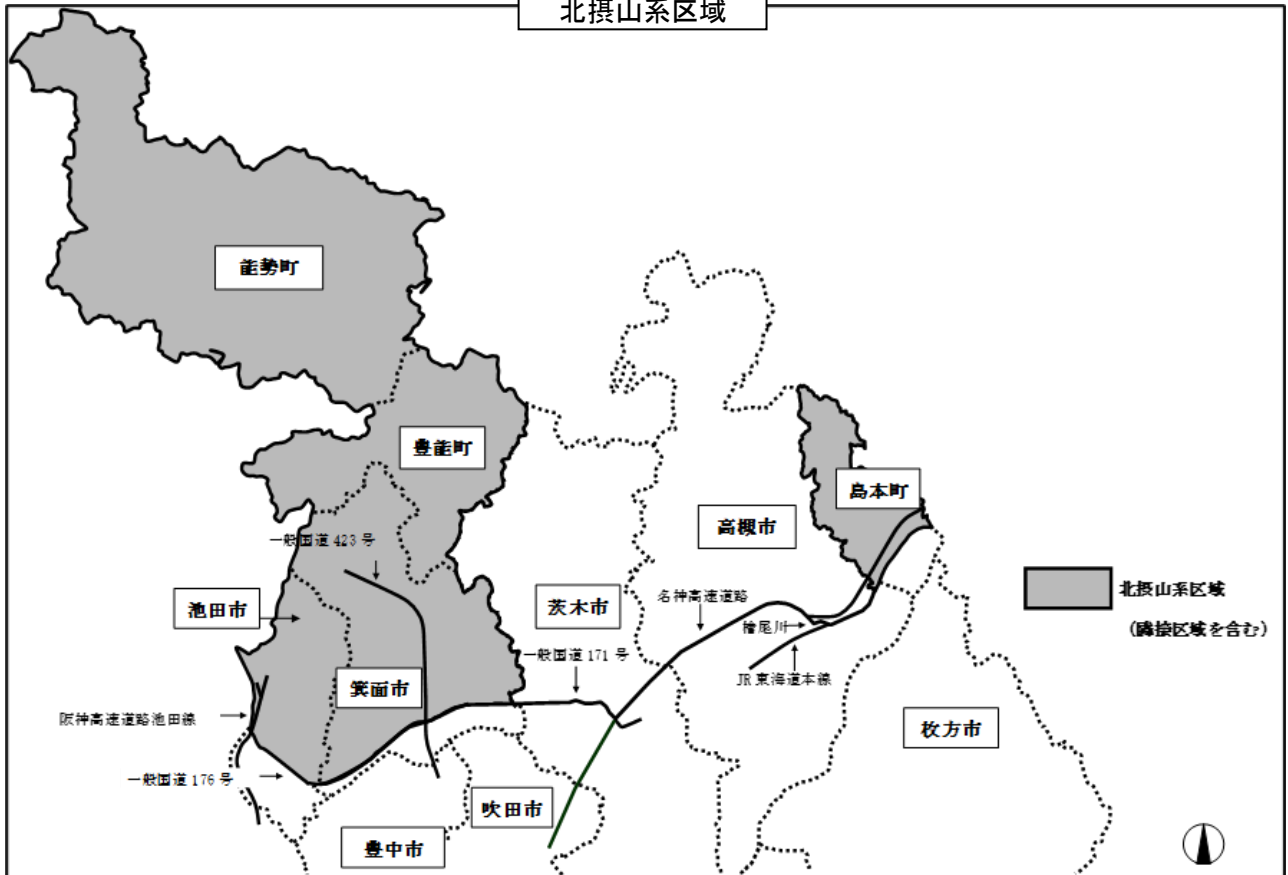 北摂山系区域
能勢町
豊能町
島本町
高槻市
一般国道 423 号
北摂山系区域
(隣接区域を含む)
池田市
茨木市
名神高速道路
檜尾川
一般国道 171 号
JR 東海道本線
箕面市
阪神高速道路池田線
枚方市
一般国道 176 号
吹田市
豊中市